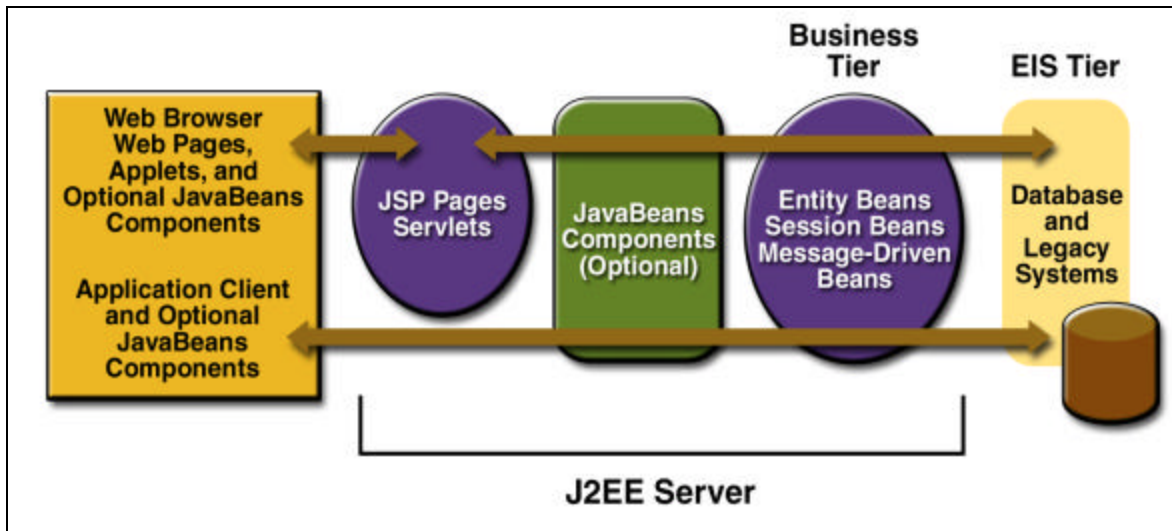 Business
Tier
EIS Tier
Web Browser
Web Pages,
Applets, and
Optional JavaBeans
Components
Application Client
and Optional
JavaBeans
Components
JSP Pages
Servlets
JavaBeans
Components
(Optional)
Entity Beans
Session Beans
Message-Driven
Beans
Database
and
Legacy
Systems
J2EE Server